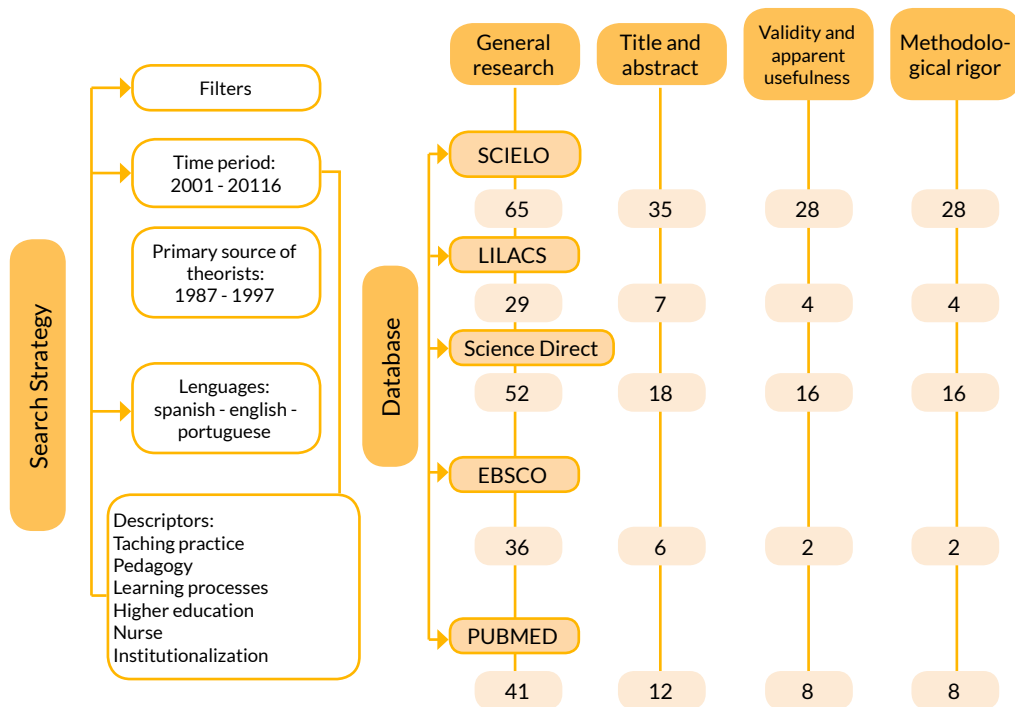 Search Strategy
Filters
Time period:
2001 - 20116
Primary source of
theorists:
1987 - 1997
Lenguages:
spanish - english -
portuguese
Descriptors:
Taching practice
Pedagogy
Learning processes
Higher education
Nurse
Institutionalization
Database
General
research
Title and
abstract
Validity and
apparent
usefulness
Methodolo-
gical rigor
SCIELO
65 35 28 28
LILACS
29 7 4 4
Science Direct
52 18 16 16
EBSCO
36 6 2 2
PUBMED
41 12 8 8